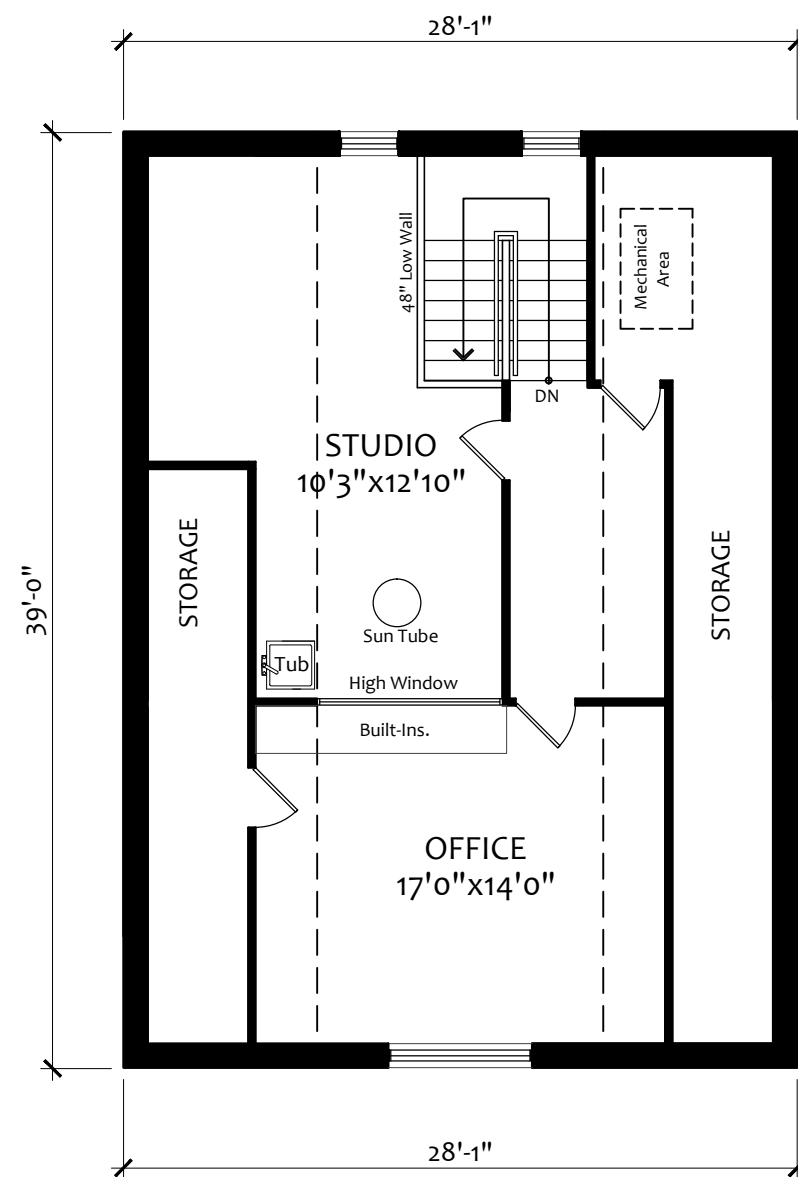 28'-1"
48" Low Wall
Mechanical
Area
DN
STUDIO
10'3"x12'10"
STORAGE
STORAGE
39'-0"
Sun Tube
Tub
High Window
Built-Ins.
OFFICE
17'0"x14'0"
28'-1"